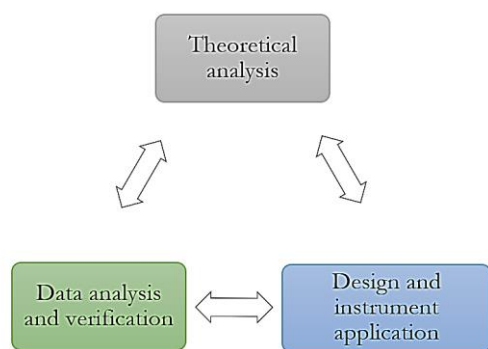 Theoretical
analysis
Data analysis
and verification
Design and
instrument
application